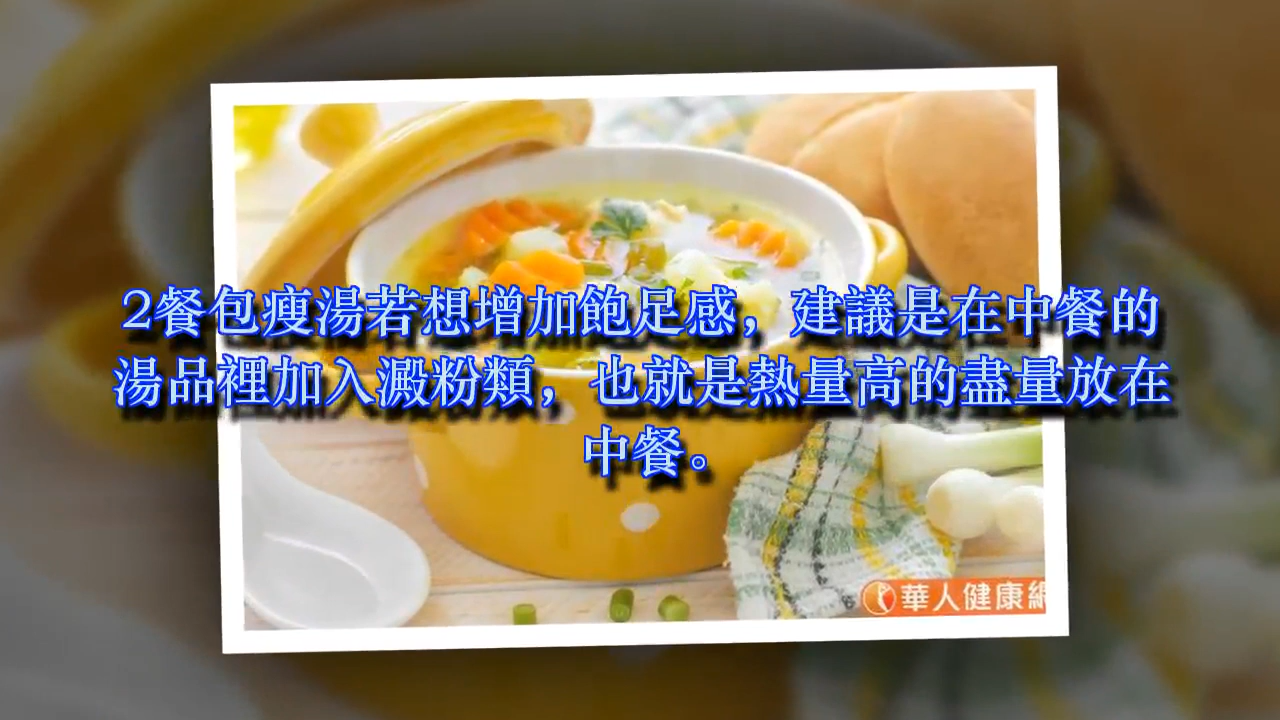 2餐包瘦湯若想增加飽足感，建議是在中餐的
湯品裡加入澱粉類，也就是熱量高的盡量放在
中餐。
華人健康網